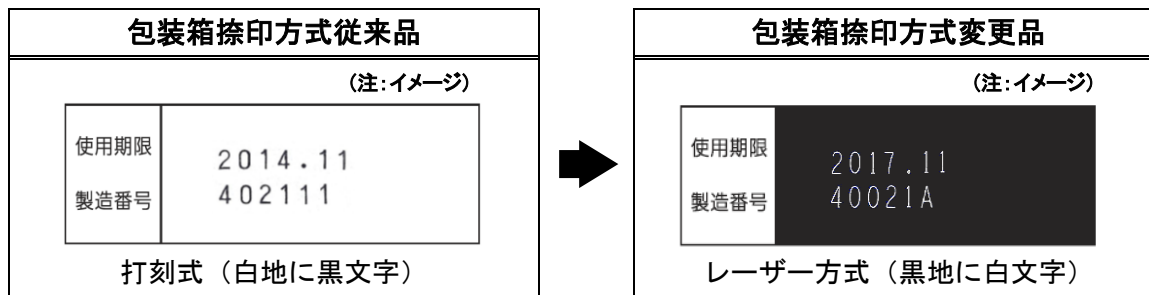 包装箱捺印方式従来品
(注:イメージ)
使用期限 2014.11
製造番号 402111
打刻式（白地に黒文字）
包装箱捺印方式変更品
(注:イメージ)
使用期限 2017.11
製造番号 40021A
レーザー方式（黒地に白文字）